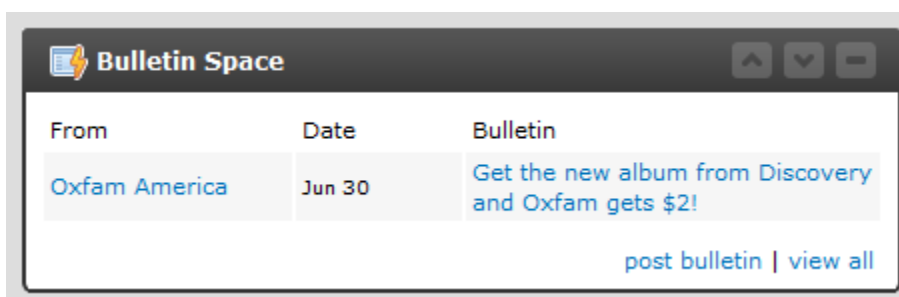 Bulletin Space
From Date Bulletin
Oxfam America Jun 30 Get the new album from Discovery
and Oxfam gets $2!
post bulletin | view all